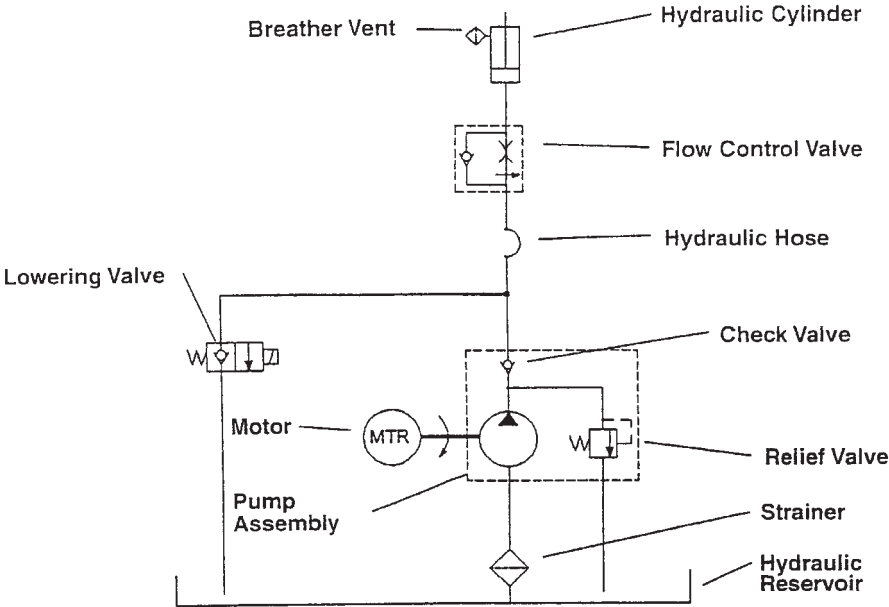 Breather Vent
Hydraulic Cylinder
Flow Control Valve
Hydraulic Hose
Lowering Valve
Check Valve
Motor
MTR
Relief Valve
Pump
Assembly
Strainer
Hydraulic
Reservoir